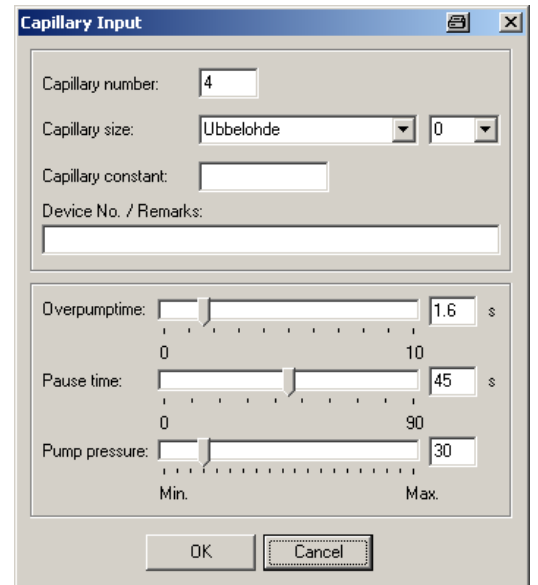 Capillary Input
Capillary number: 4
Capillary size: Ubbelohde 0
Capillary constant:
Device No. / Remarks:
Overpumptime: 1.6 s
0 10
Pause time: 45 s
0 90
Pump pressure: 30
Min. Max.
OK Cancel